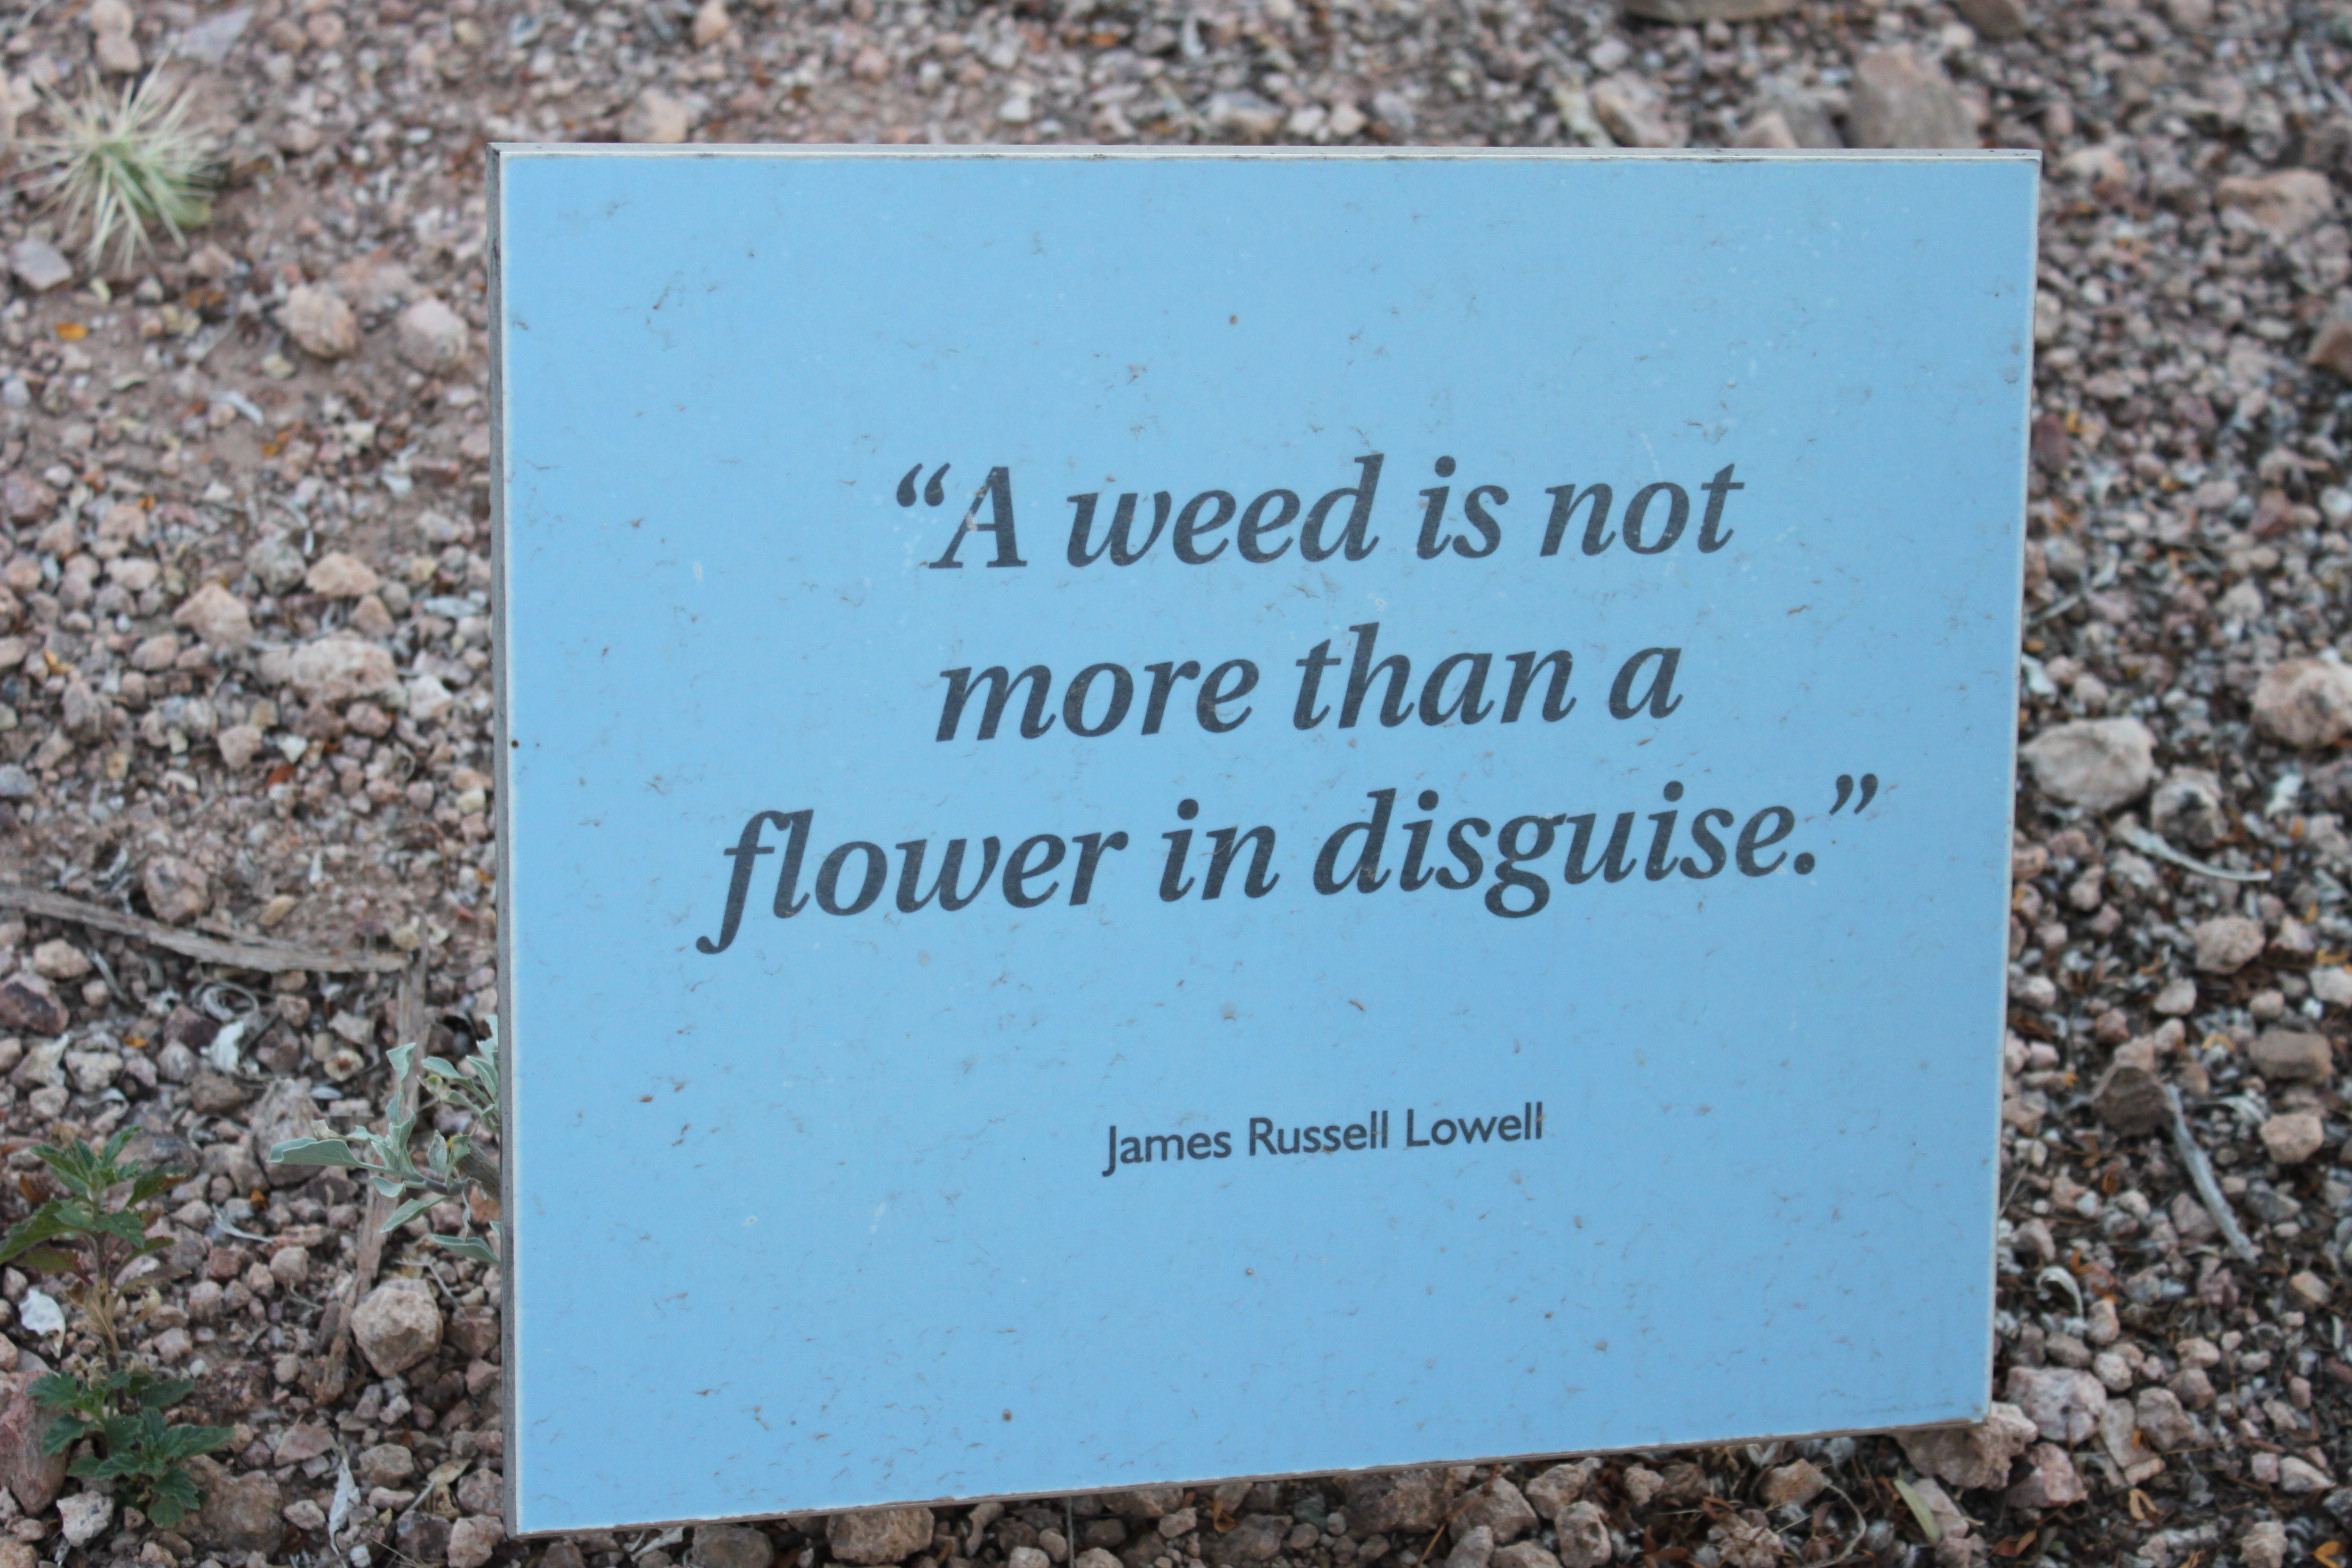 “A weed is not
more than a
flower in disguise.”
James Russell Lowell